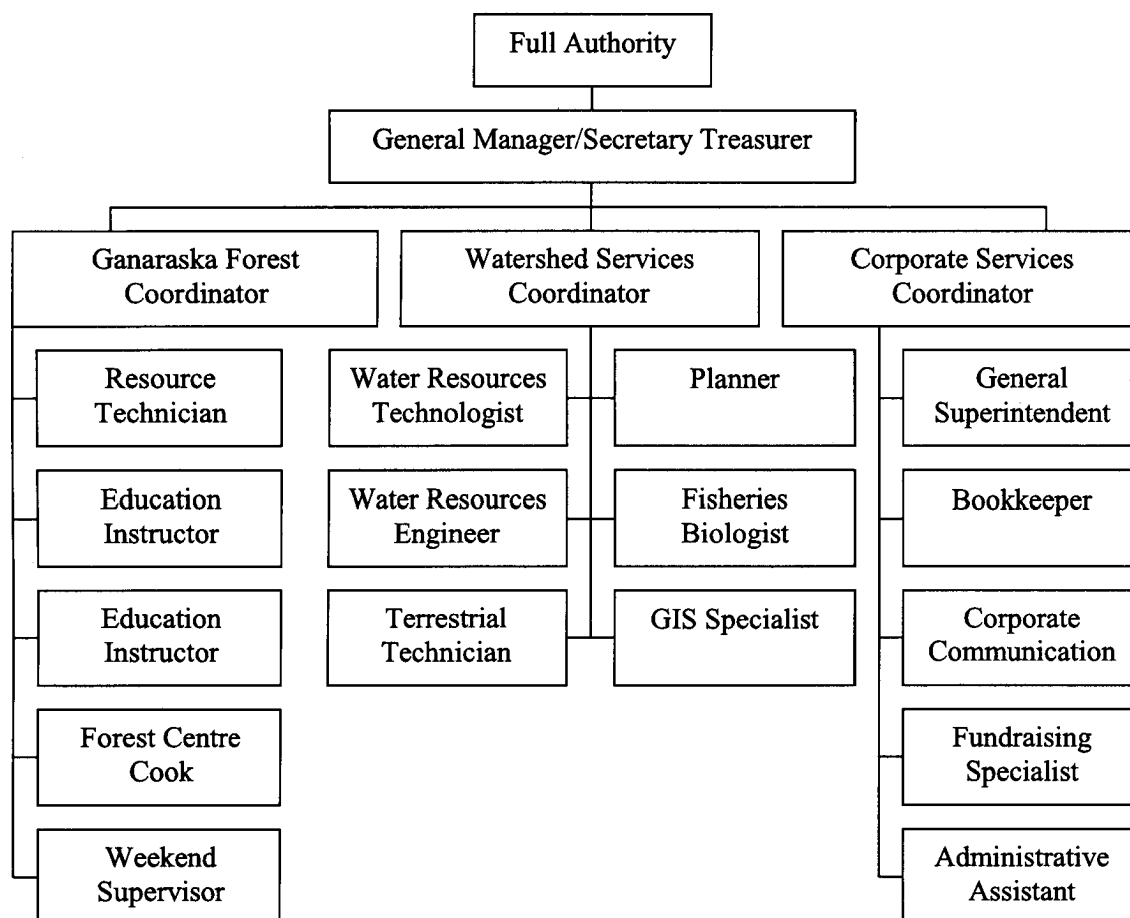 Full Authority
General Manager/Secretary Treasurer
Ganaraska Forest
Coordinator
Watershed Services
Coordinator
Corporate Services
Coordinator
Resource
Technician
Education
Instructor
Education
Instructor
Forest Centre
Cook
Weekend
Supervisor
Water Resources
Technologist
Water Resources
Engineer
Terrestrial
Technician
Planner
Fisheries
Biologist
GIS Specialist
General
Superintendent
Bookkeeper
Corporate
Communication
Fundraising
Specialist
Administrative
Assistant